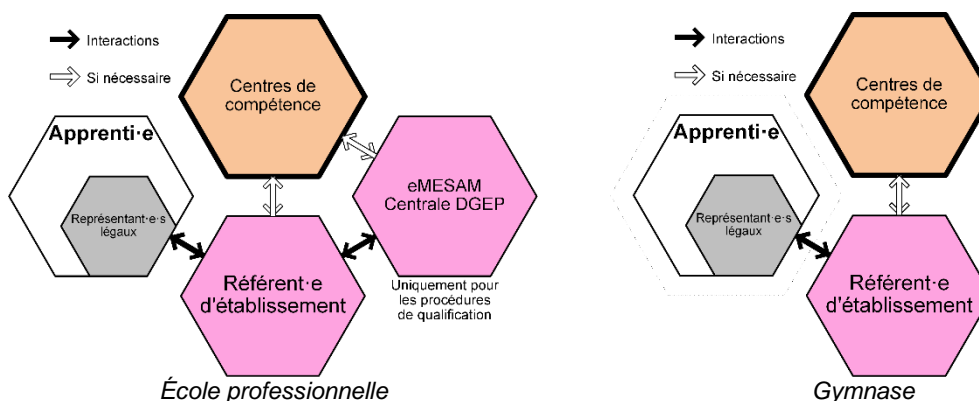 Interactions
Si nécessaire
Centres de
compétence
Apprenti·e
Représentant·e·s
légaux
eMESAM
Centrale DGEP
Référent·e
d'établissement
Uniquement pour
les procédures
de qualification
École professionnelle
Interactions
Si nécessaire
Centres de
compétence
Apprenti·e
Représentant·e·s
légaux
Référent·e
d'établissement
Gymnase